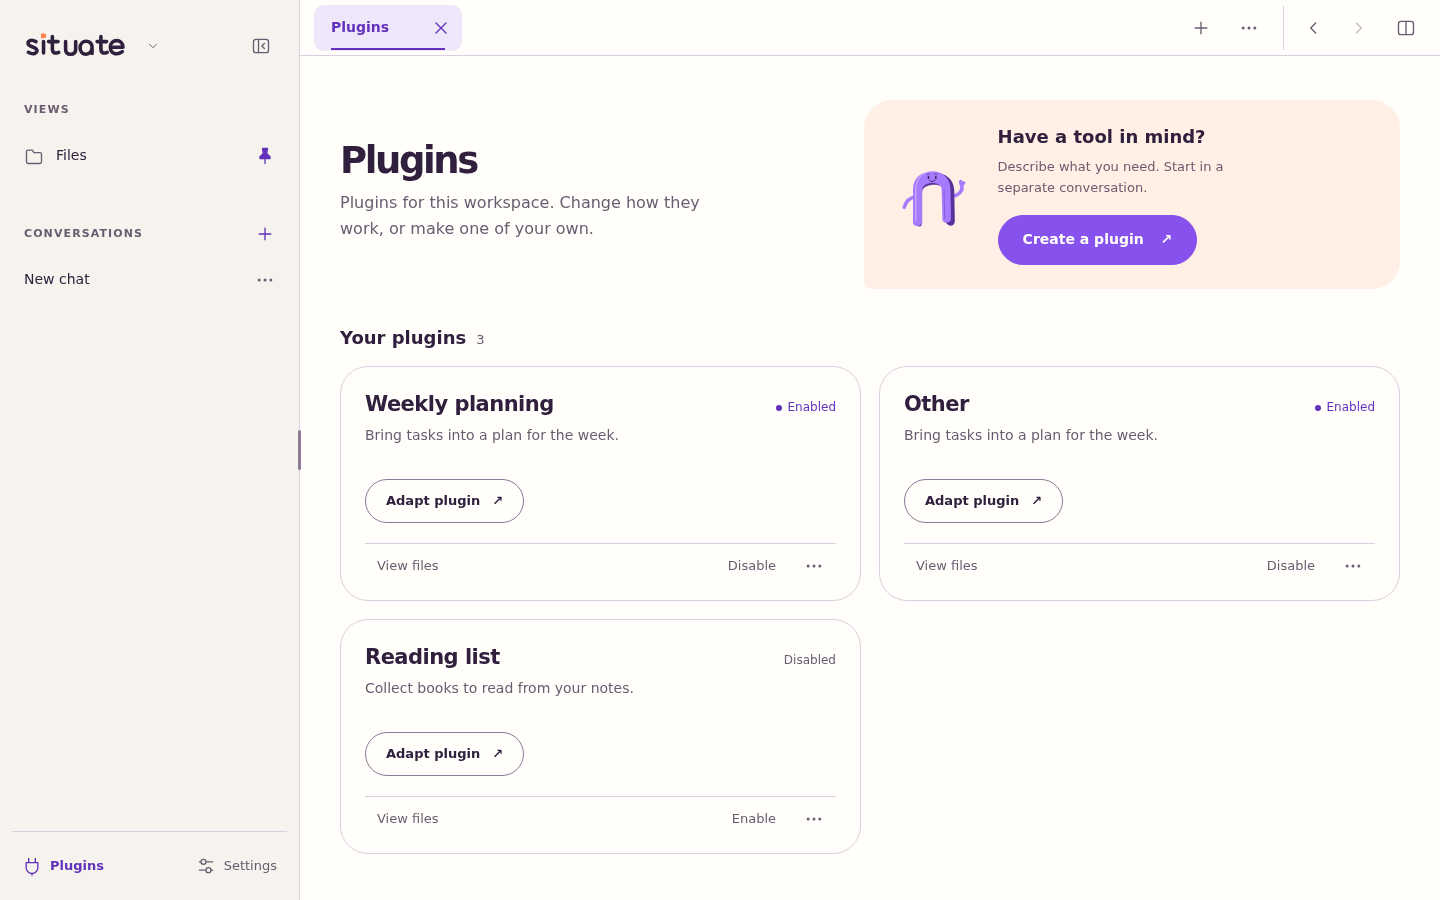 situate
VIEWS
Files
CONVERSATIONS
New chat
Plugins
Settings
Plugins
Plugins
Plugins for this workspace. Change how they
work, or make one of your own.
Have a tool in mind?
Describe what you need. Start in a
separate conversation.
Create a plugin ↗
Your plugins 3
Weekly planning
Enabled
Bring tasks into a plan for the week.
Adapt plugin ↗
View files
Disable
Other
Enabled
Bring tasks into a plan for the week.
Adapt plugin ↗
View files
Disable
Reading list
Disabled
Collect books to read from your notes.
Adapt plugin ↗
View files
Enable